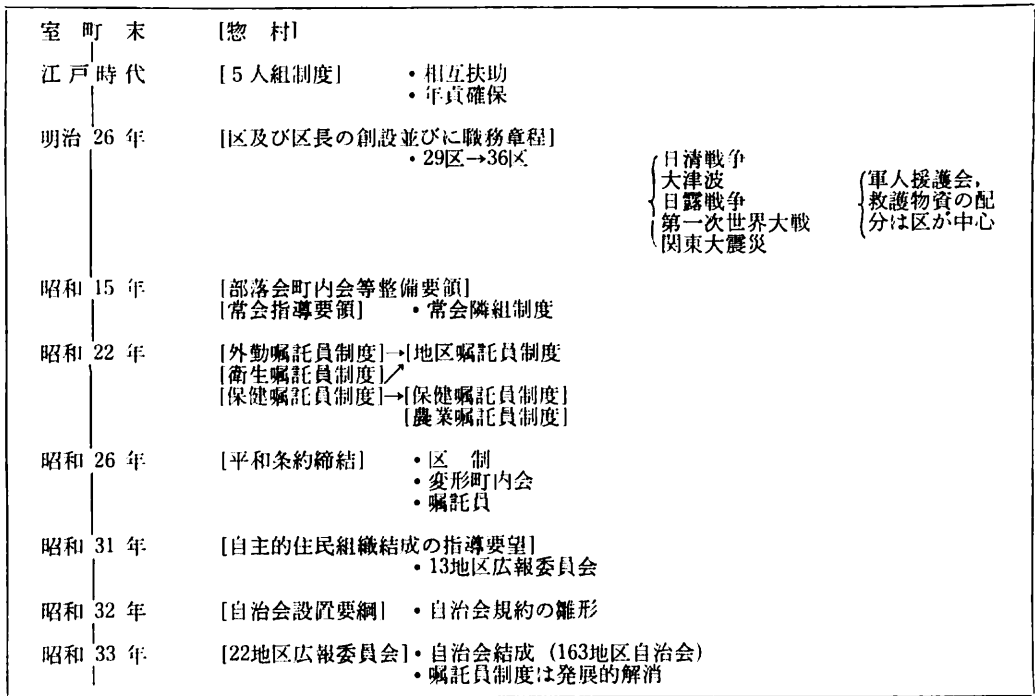 室町末 [惣 村]
江戸時代 [5人組制度] ・相互扶助
・年貢確保
明治26年 [区及び区長の創設並びに職務章程]
・29区→36区
日清戦争
大津波
日露戦争
第一次世界大戦
関東大震災
軍人援護会,
救護物資の配
分は区が中心
昭和15年 [部落会町内会等整備要領]
[常会指導要領] ・常会隣組制度
昭和22年 [外勤嘱託員制度]→[地区嘱託員制度
[衛生嘱託員制度]↗
[保健嘱託員制度]→[保健嘱託員制度]
[農業嘱託員制度]
昭和26年 [平和条約締結] ・区 制
・変形町内会
・嘱託員
昭和31年 [自主的住民組織結成の指導要望]
・13地区広報委員会
昭和32年 [自治会設置要綱] ・自治会規約の雛形
昭和33年 [22地区広報委員会]・自治会結成(163地区自治会)
・嘱託員制度は発展的解消